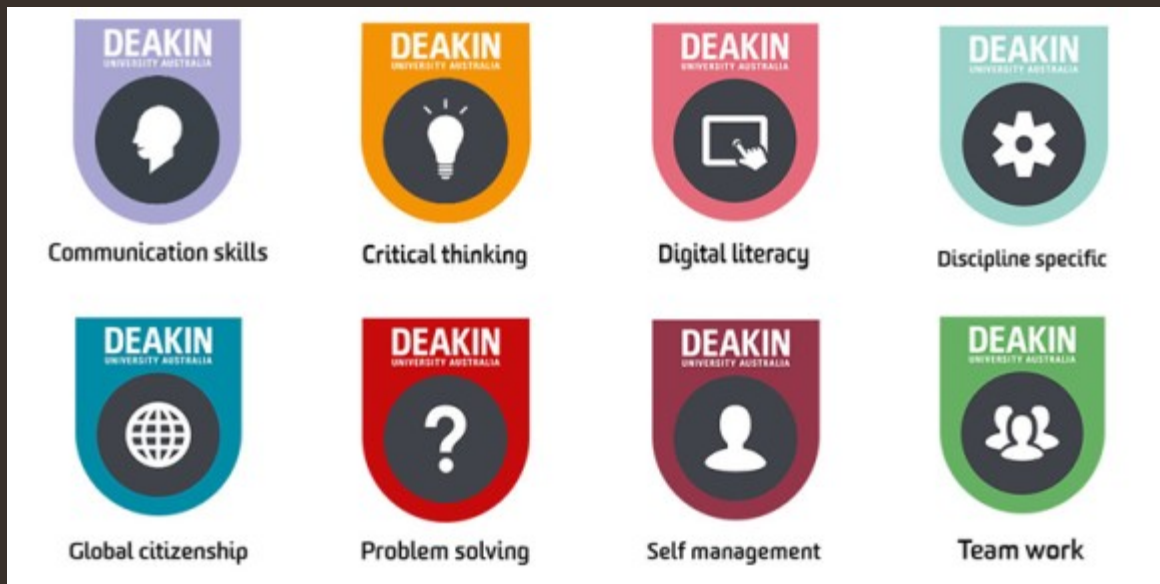 DEAKIN
UNIVERSITY AUSTRALIA
Communication skills
DEAKIN
UNIVERSITY AUSTRALIA
Critical thinking
DEAKIN
UNIVERSITY AUSTRALIA
Digital literacy
DEAKIN
UNIVERSITY AUSTRALIA
Discipline specific
DEAKIN
UNIVERSITY AUSTRALIA
Global citizenship
DEAKIN
UNIVERSITY AUSTRALIA
?
Problem solving
DEAKIN
UNIVERSITY AUSTRALIA
Self management
DEAKIN
UNIVERSITY AUSTRALIA
Team work